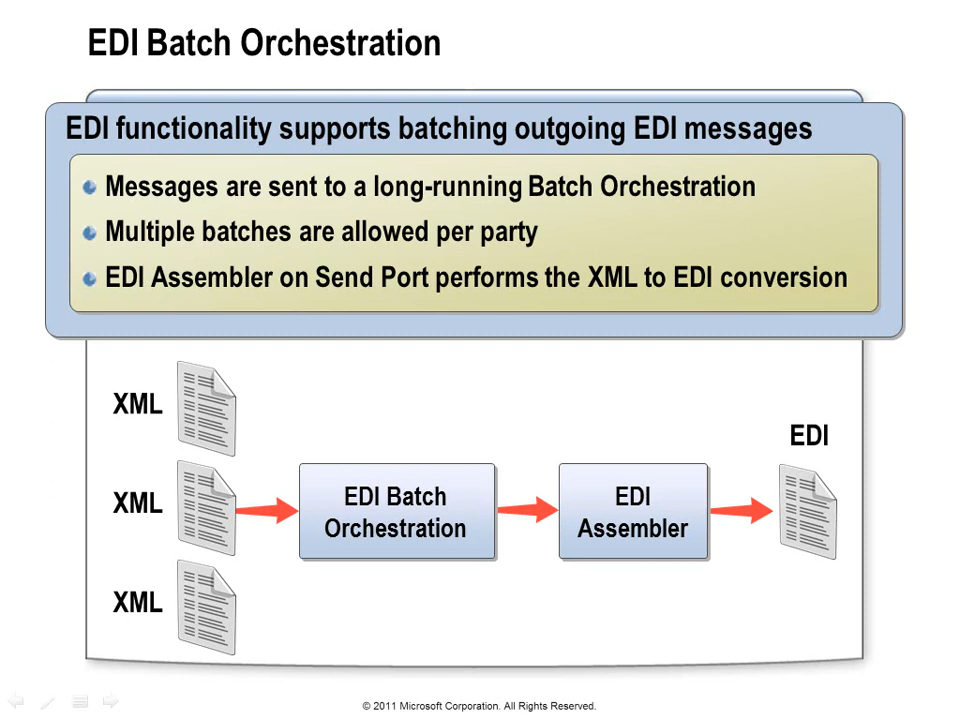 EDI Batch Orchestration
EDI functionality supports batching outgoing EDI messages
Messages are sent to a long-running Batch Orchestration
Multiple batches are allowed per party
EDI Assembler on Send Port performs the XML to EDI conversion
XML
XML
XML
EDI Batch
Orchestration
EDI
Assembler
EDI
© 2011 Microsoft Corporation. All Rights Reserved.